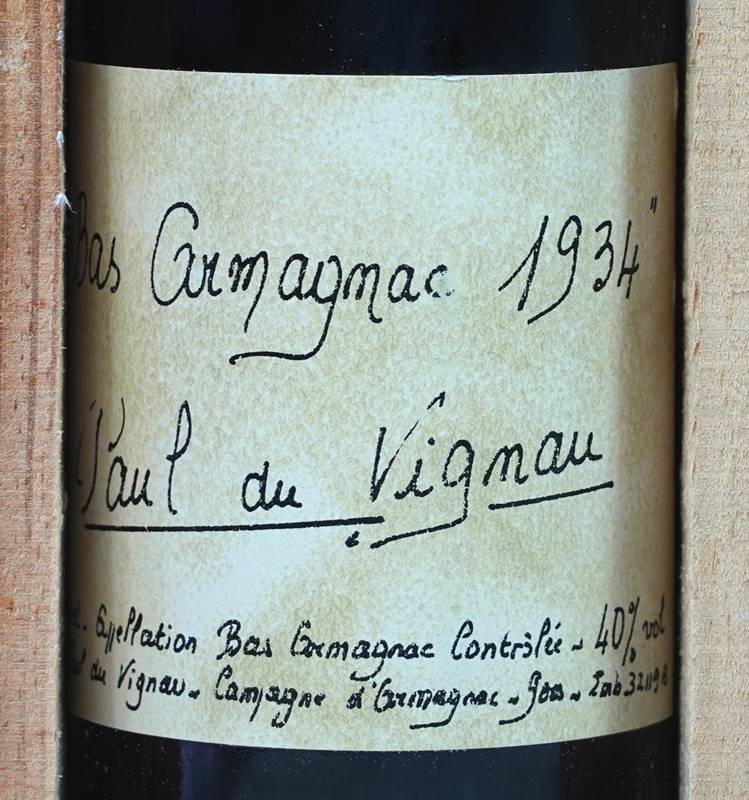 Bas Armagnac 1934"
Paul du Vignau
Appellation Bas Armagnac Contrôlée - 40% vol
du Vignau - Campagne d'Armagnac -